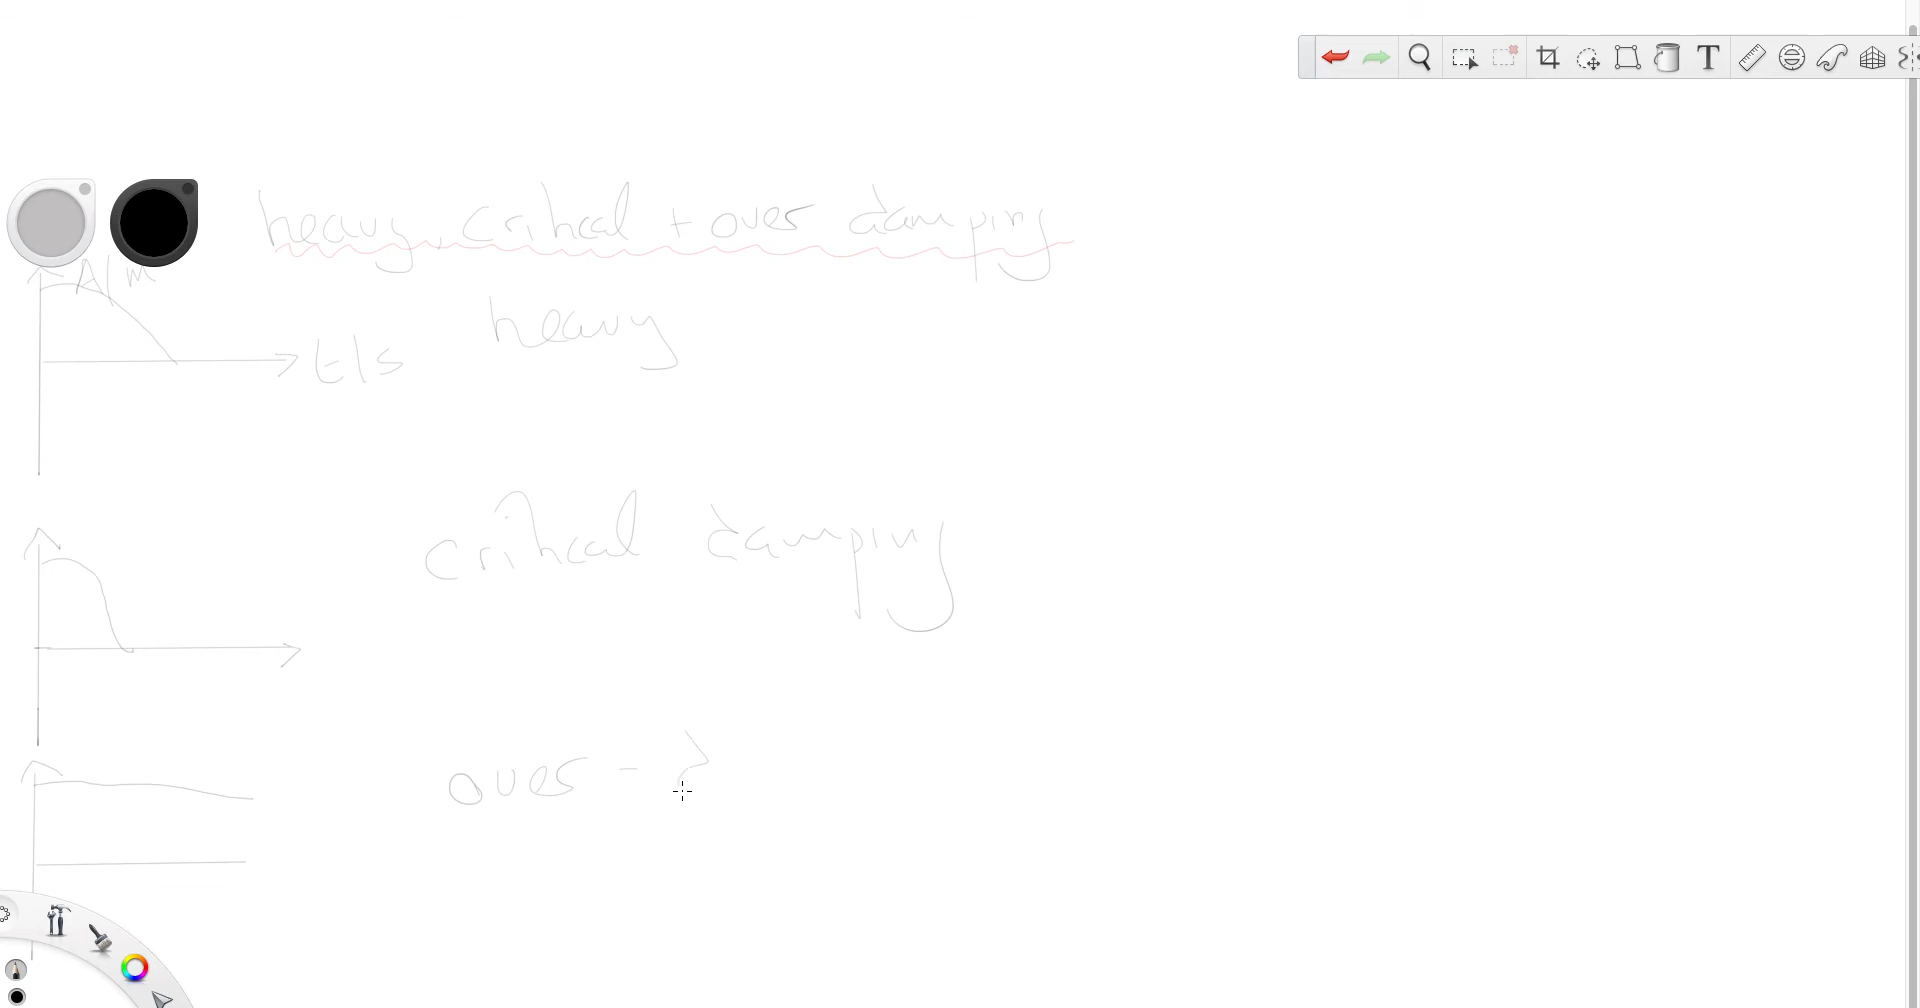 heavy, critical + over damping
A/m
heavy
t/s
critical damping
over - d